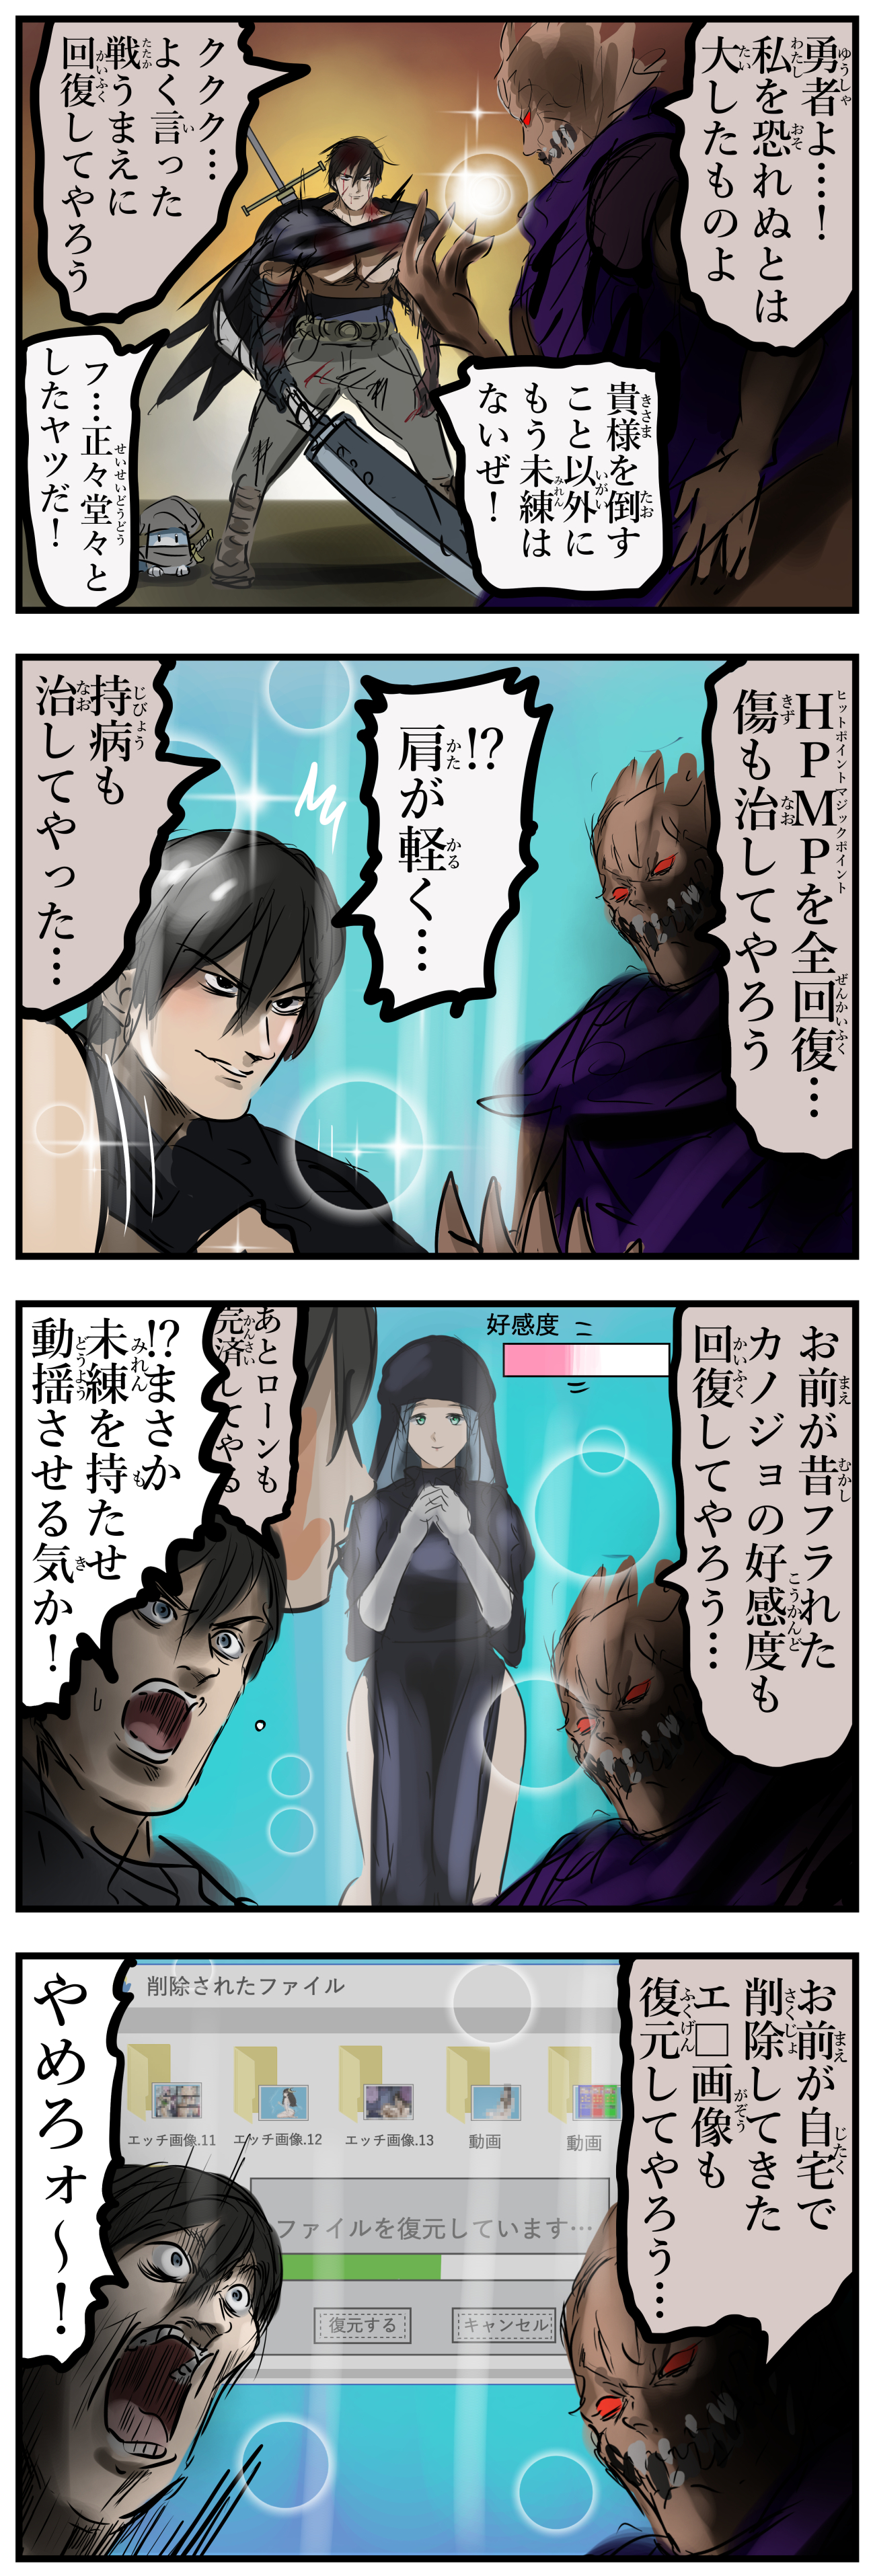 勇者よ…！
私を恐れぬとは
大したものよ
貴様を倒す
こと以外に
もう未練は
ないぜ！
ククク…
よく言った
戦うまえに
回復してやろう
フ…正々堂々と
したヤツだ！
HPMPを全回復…
傷も治してやろう
!?
肩が軽く…
持病も
治してやった…
お前が昔フラれた
カノジョの好感度も
回復してやろう…
好感度
あとローンも
完済してやる
!?まさか
未練を持たせ
動揺させる気か！
お前が自宅で
削除してきた
エ□画像も
復元してやろう…
削除されたファイル
エッチ画像.11
エッチ画像.12
エッチ画像.13
動画
動画
ファイルを復元しています…
復元する
キャンセル
やめろォ〜！